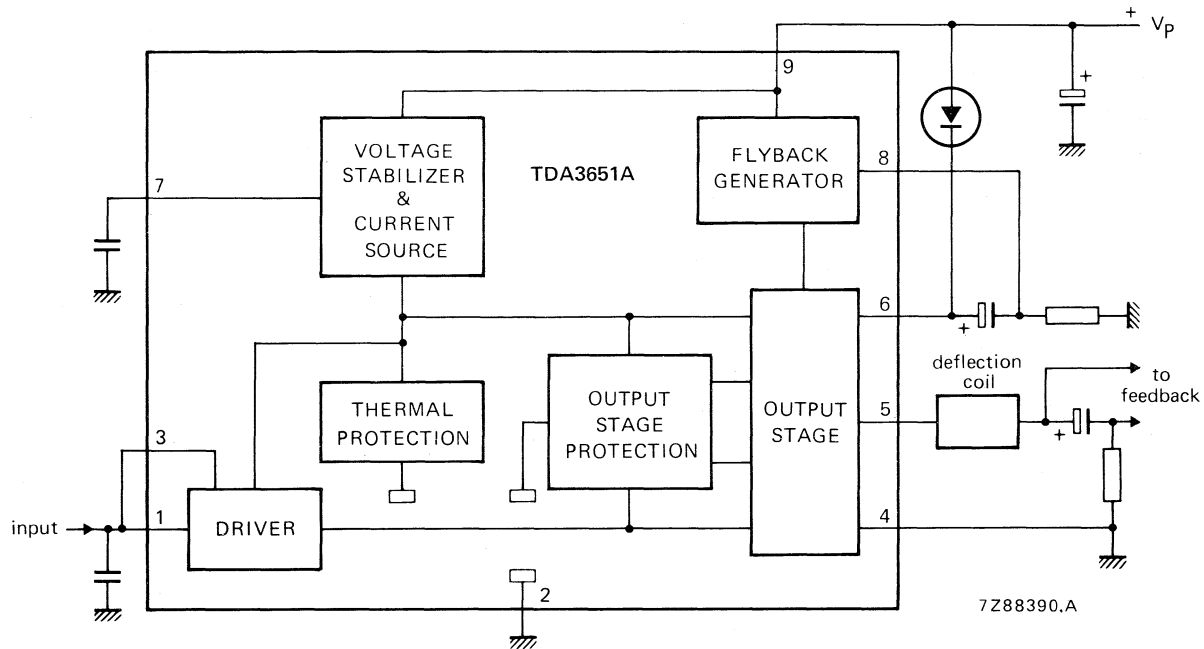 +
VP
9
VOLTAGE
STABILIZER
&
CURRENT
SOURCE
TDA3651A
FLYBACK
GENERATOR
8
+
7
6
+
deflection
coil
to
feedback
THERMAL
PROTECTION
OUTPUT
STAGE
PROTECTION
OUTPUT
STAGE
5
+
3
input
1
DRIVER
4
2
7Z88390.A